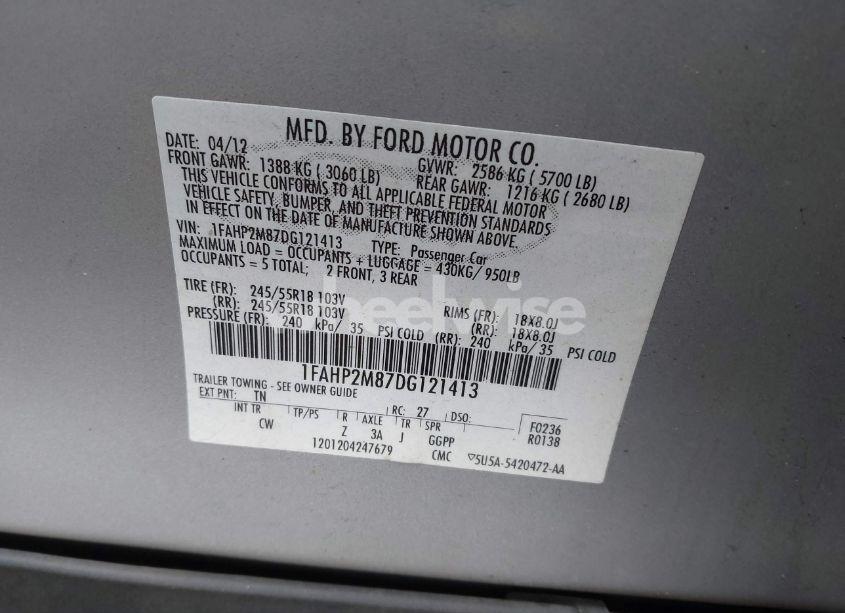 MFD. BY FORD MOTOR CO.
DATE: 04/12 GVWR: 2586 KG ( 5700 LB)
FRONT GAWR: 1388 KG ( 3060 LB) REAR GAWR: 1216 KG ( 2680 LB)
THIS VEHICLE CONFORMS TO ALL APPLICABLE FEDERAL MOTOR
VEHICLE SAFETY, BUMPER, AND THEFT PREVENTION STANDARDS
IN EFFECT ON THE DATE OF MANUFACTURE SHOWN ABOVE.
VIN: 1FAHP2M87DG121413 TYPE: Passenger Car
MAXIMUM LOAD = OCCUPANTS + LUGGAGE = 430KG/950LB
OCCUPANTS = 5 TOTAL; 2 FRONT, 3 REAR
wheelwise
TIRE (FR): 245/55R18 103V RIMS (FR): 18X8.0J
(RR): 245/55R18 103V (RR): 18X8.0J
PRESSURE (FR): 240 kPa/ 35 PSI COLD (RR): 240 kPa/35 PSI COLD
1FAHP2M87DG121413
TRAILER TOWING - SEE OWNER GUIDE
EXT PNT: TN RC: 27 DSO: F0236
INT TR TP/PS R AXLE TR SPR R0138
CW Z 3A J GGPP
1201204247679 CMC ▽5U5A-5420472-AA